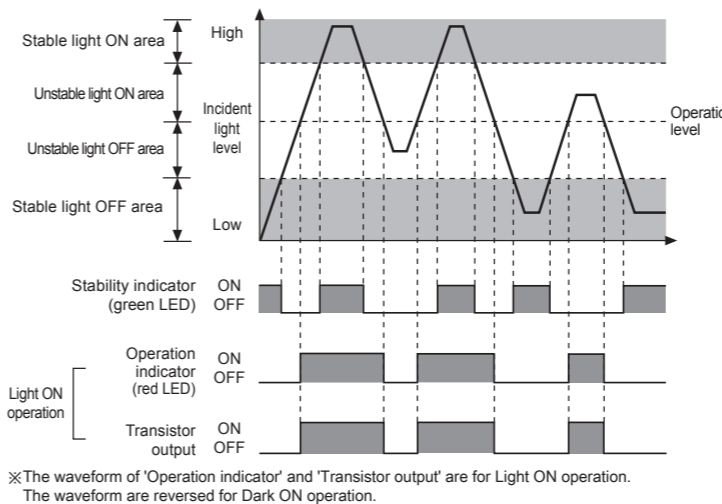 Stable light ON area
Unstable light ON area
Unstable light OFF area
Stable light OFF area
High
Incident
light
level
Low
level
Stability indicator
(green LED)
ON
OFF
Light ON
operation
Operation
indicator
(red LED)
ON
OFF
Transistor
output
ON
OFF
※The waveform of 'Operation indicator' and 'Transistor output' are for Light ON operation.
The waveform are reversed for Dark ON operation.